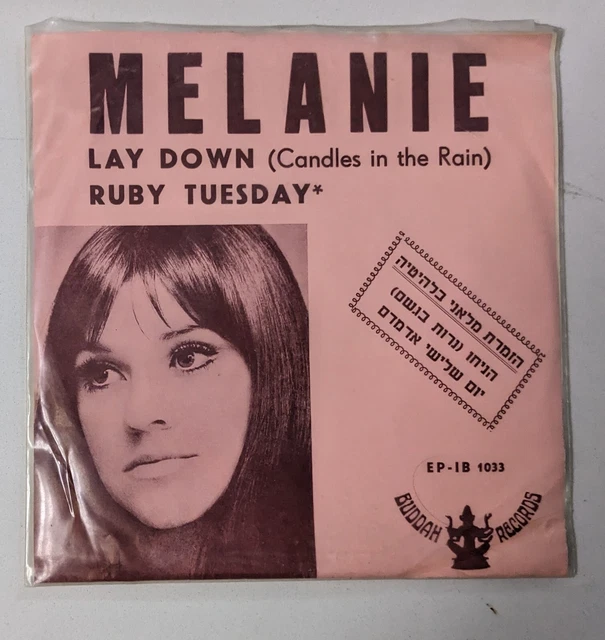 MELANIE
LAY DOWN (Candles in the Rain)
RUBY TUESDAY*
הזמרת מלאני בלהיטיה
הניחו (נרות בגשם)
יום שלישי אדמדם
EP-IB 1033
BUDDAH RECORDS